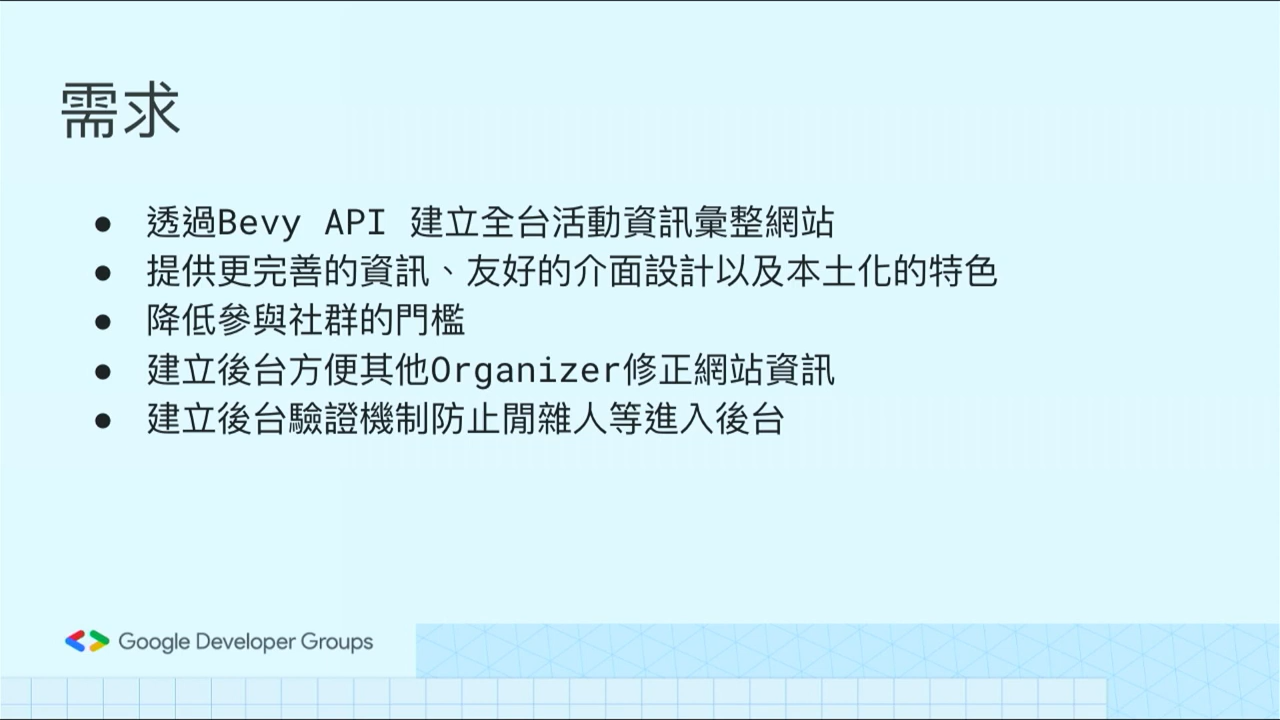 需求
● 透過Bevy API 建立全台活動資訊彙整網站
● 提供更完善的資訊、友好的介面設計以及本土化的特色
● 降低參與社群的門檻
● 建立後台方便其他Organizer修正網站資訊
● 建立後台驗證機制防止閒雜人等進入後台
Google Developer Groups